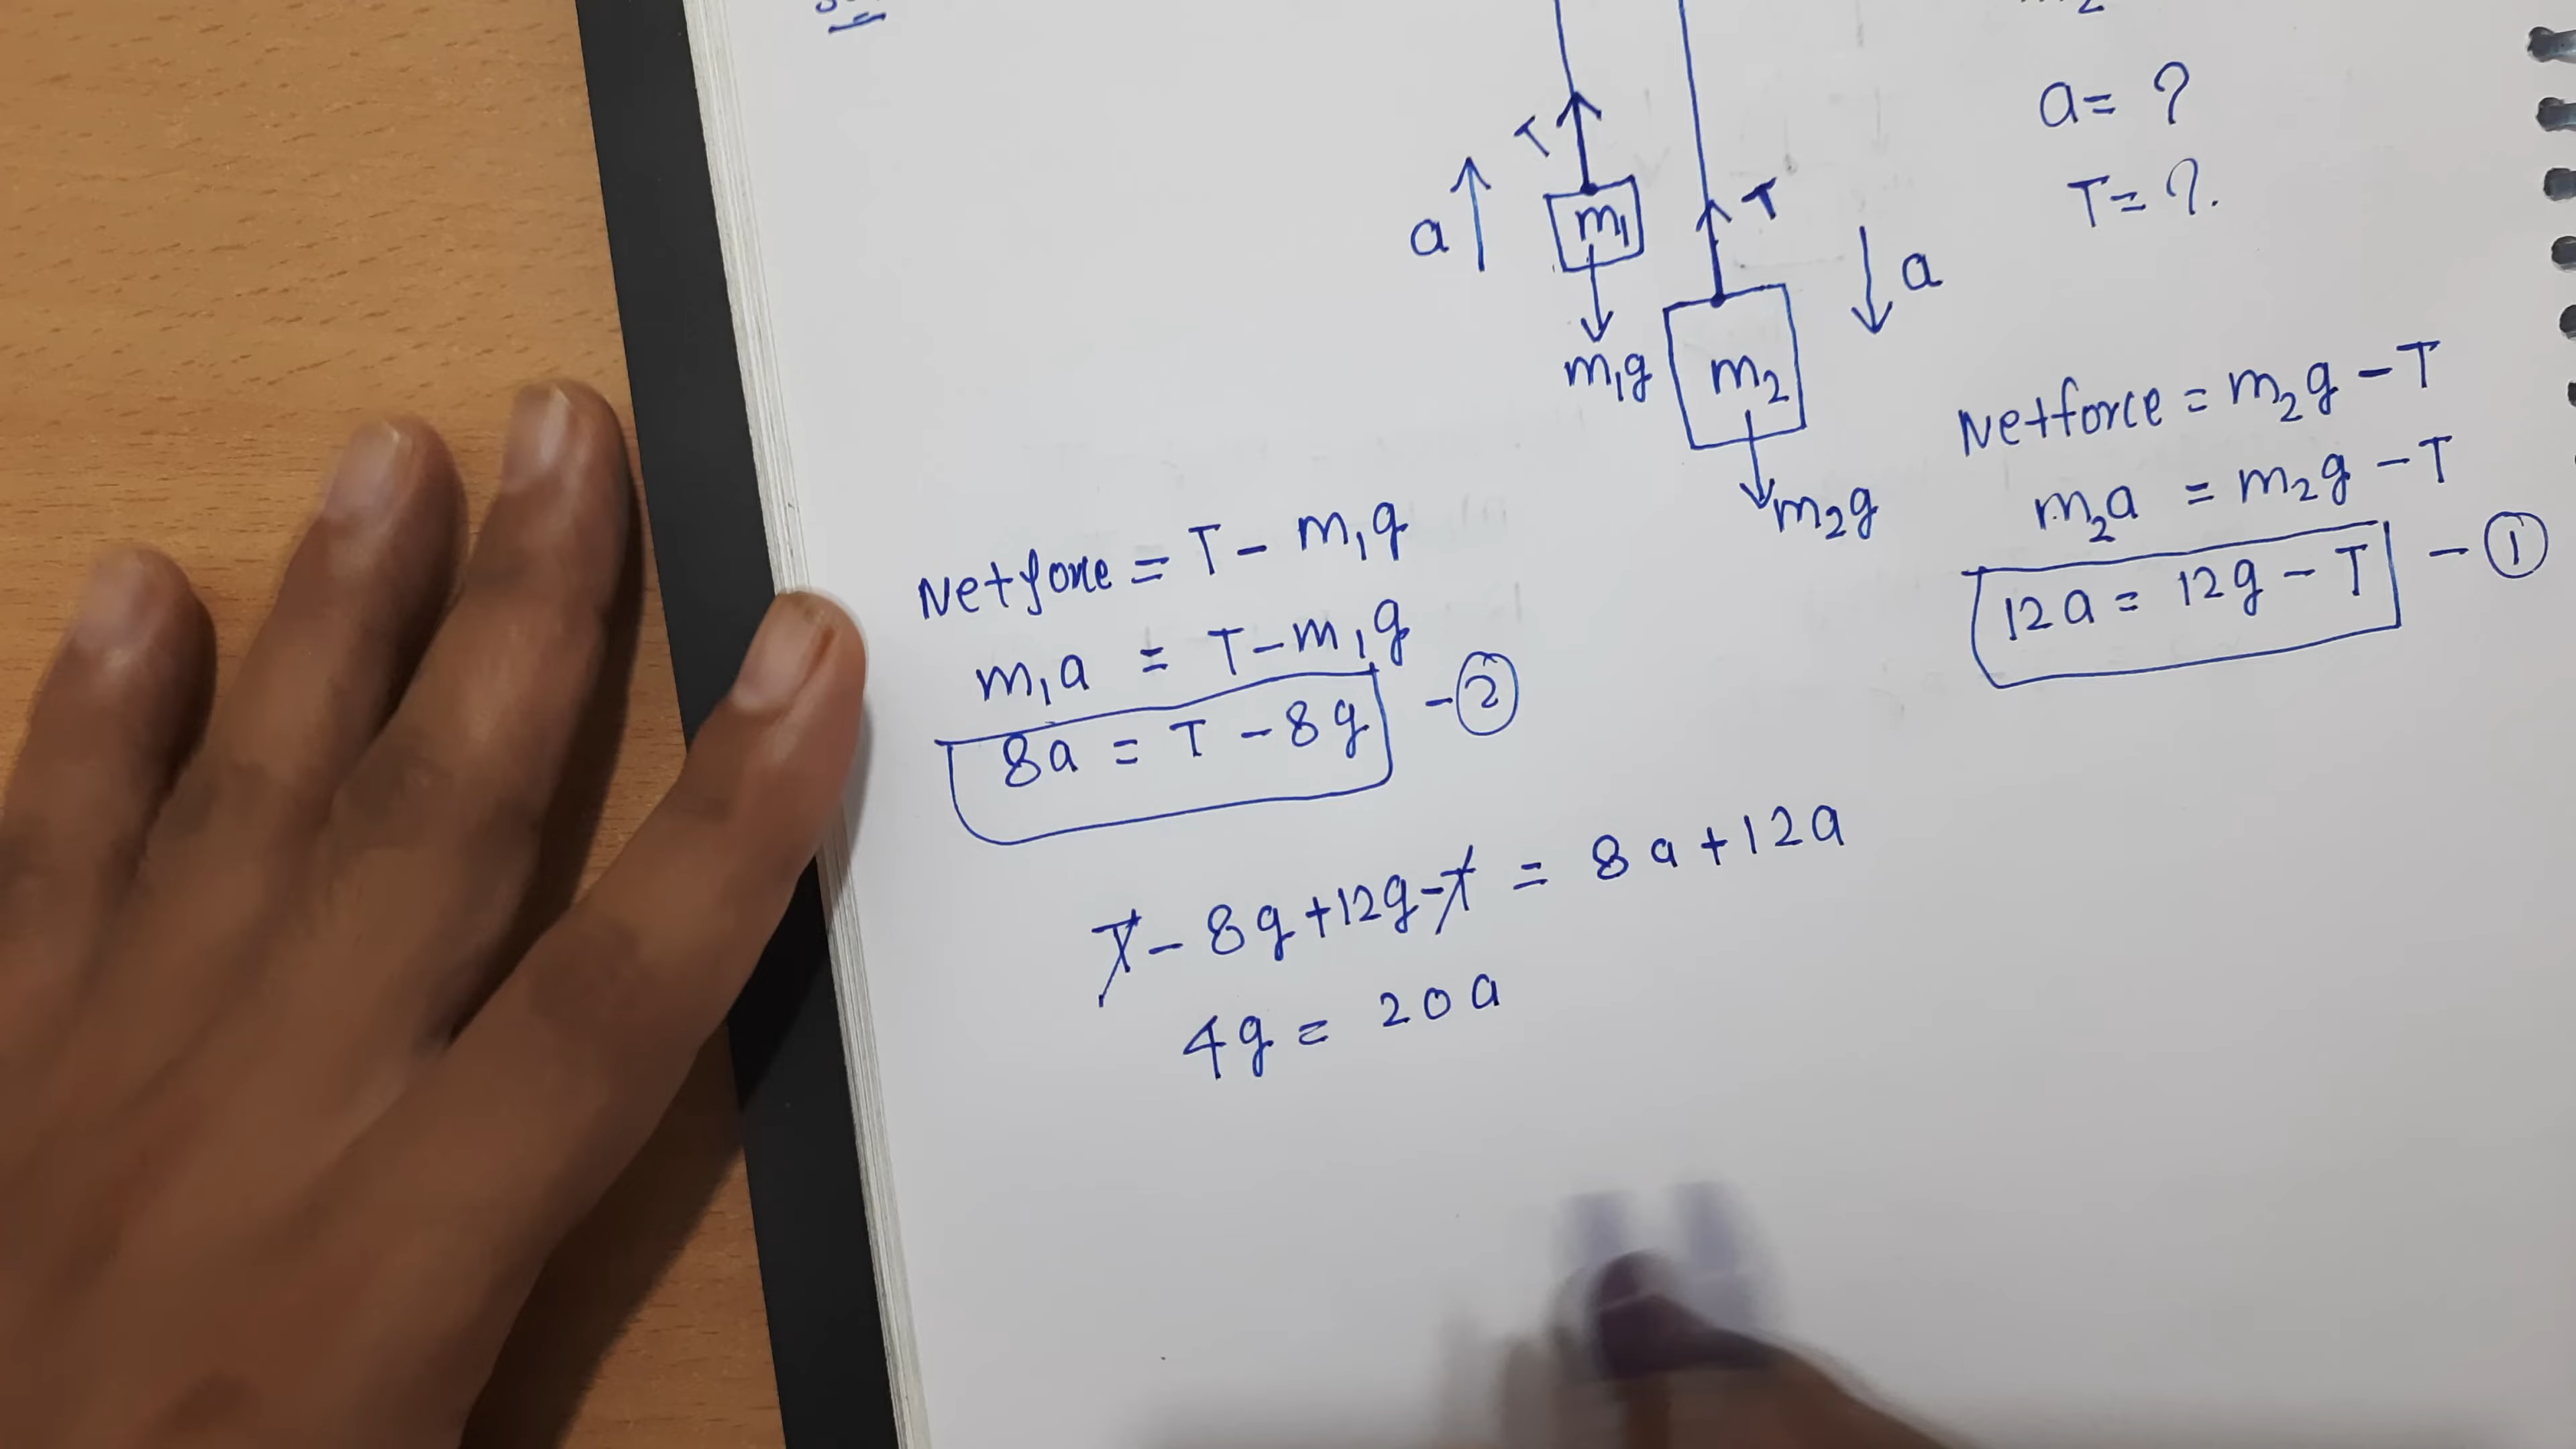 a = ?
T = ?.
T
T
a
m₁
a
m₁g
m₂
m₂g
Netforce = m₂g - T
m₂a = m₂g - T
12a = 12g - T - ①
Netforce = T - m₁g
m₁a = T - m₁g
8a = T - 8g - ②
T - 8g + 12g - T = 8a + 12a
4g = 20a